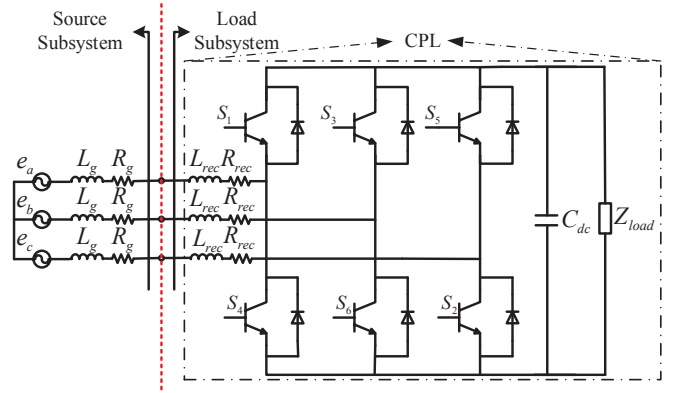 Source
Subsystem
Load
Subsystem
CPL
S1 S3 S5
ea Lg Rg Lrec Rrec
eb Lg Rg Lrec Rrec
ec Lg Rg Lrec Rrec
Cdc Zload
S4 S6 S2